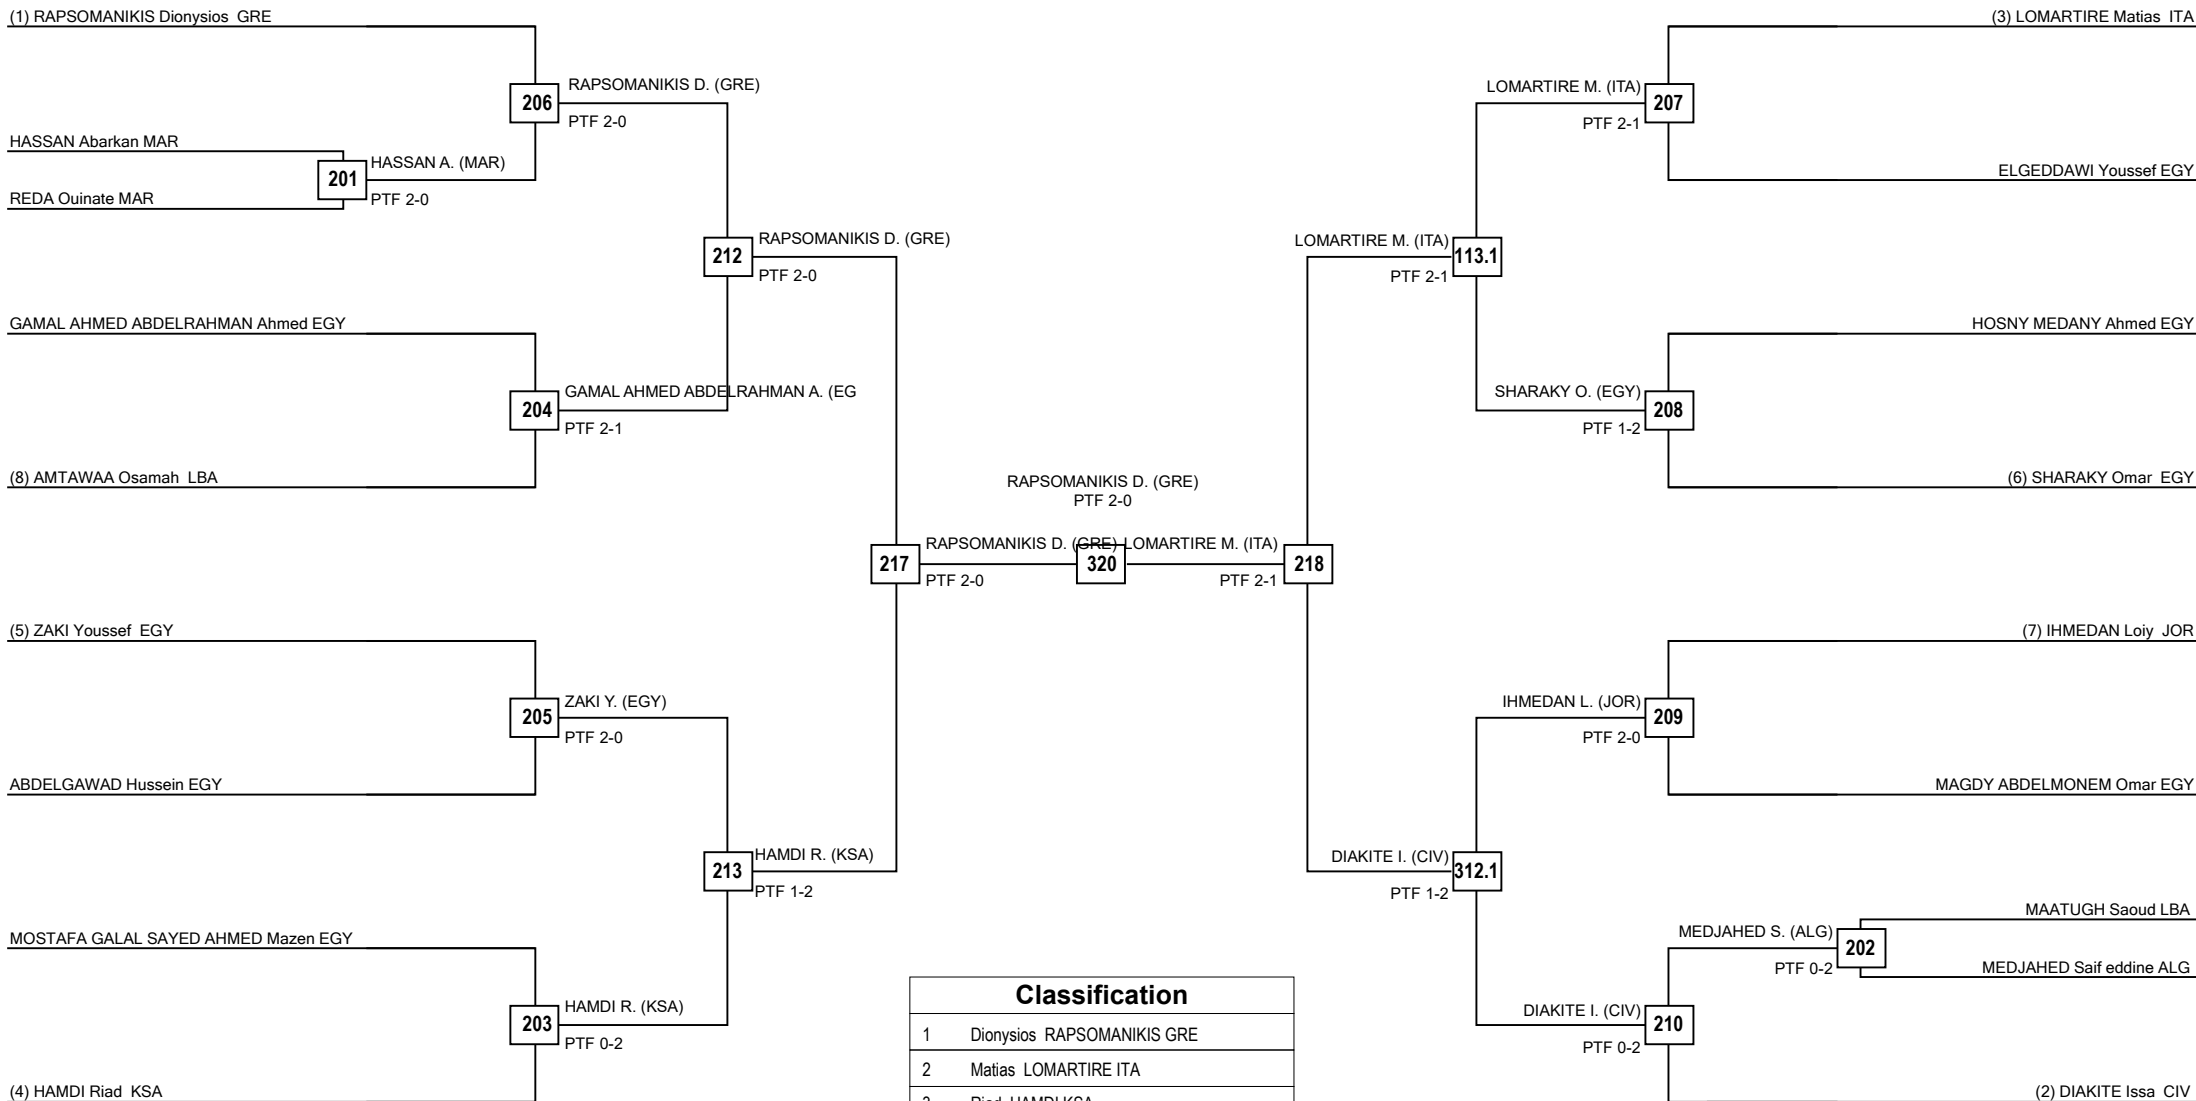 (1) RAPSOMANIKIS Dionysios GRE
206
RAPSOMANIKIS D. (GRE)
PTF 2-0
HASSAN Abarkan MAR
201
HASSAN A. (MAR)
REDA Ouinate MAR
PTF 2-0
212
RAPSOMANIKIS D. (GRE)
PTF 2-0
GAMAL AHMED ABDELRAHMAN Ahmed EGY
204
GAMAL AHMED ABDELRAHMAN A. (EG
PTF 2-1
(8) AMTAWAA Osamah LBA
217
RAPSOMANIKIS D. (GRE)
PTF 2-0
(5) ZAKI Youssef EGY
205
ZAKI Y. (EGY)
PTF 2-0
ABDELGAWAD Hussein EGY
213
HAMDI R. (KSA)
PTF 1-2
MOSTAFA GALAL SAYED AHMED Mazen EGY
203
HAMDI R. (KSA)
PTF 0-2
(4) HAMDI Riad KSA
RAPSOMANIKIS D. (GRE)
PTF 2-0
320
(3) LOMARTIRE Matias ITA
LOMARTIRE M. (ITA)
207
PTF 2-1
ELGEDDAWI Youssef EGY
LOMARTIRE M. (ITA)
113.1
PTF 2-1
HOSNY MEDANY Ahmed EGY
SHARAKY O. (EGY)
208
PTF 1-2
(6) SHARAKY Omar EGY
LOMARTIRE M. (ITA)
218
PTF 2-1
(7) IHMEDAN Loiy JOR
IHMEDAN L. (JOR)
209
PTF 2-0
MAGDY ABDELMONEM Omar EGY
DIAKITE I. (CIV)
312.1
PTF 1-2
MAATUGH Saoud LBA
MEDJAHED S. (ALG)
202
PTF 0-2
MEDJAHED Saif eddine ALG
DIAKITE I. (CIV)
210
PTF 0-2
(2) DIAKITE Issa CIV
Classification
1 Dionysios RAPSOMANIKIS GRE
2 Matias LOMARTIRE ITA
3 Riad HAMDI KSA